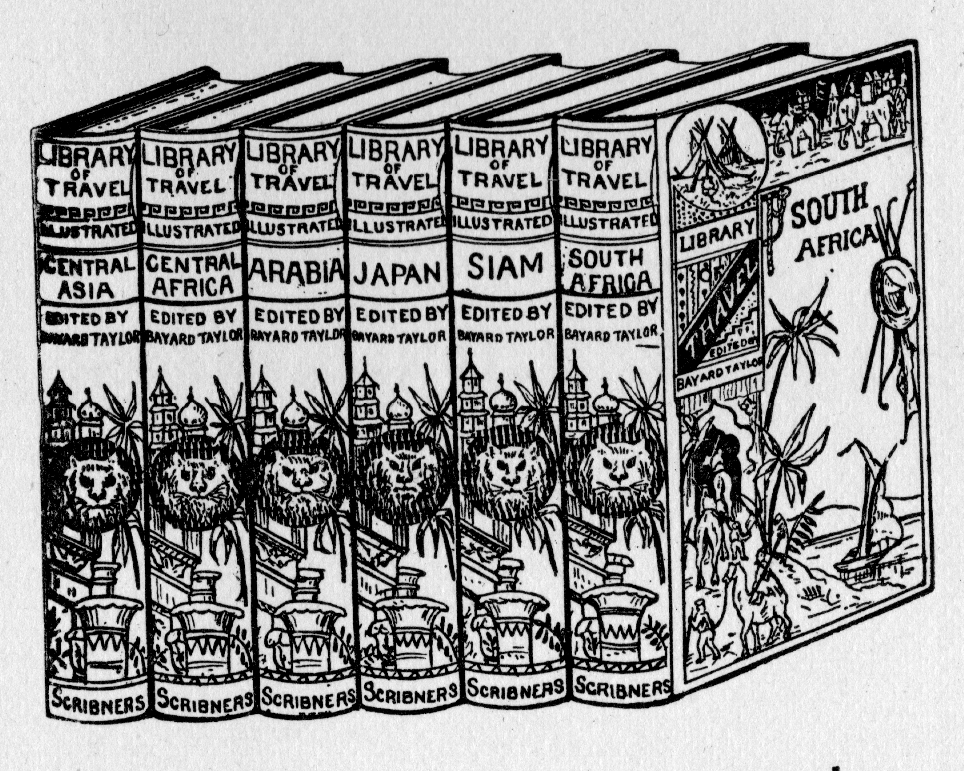 LIBRARY
OF
TRAVEL
ILLUSTRATED
CENTRAL
ASIA
EDITED BY
BAYARD TAYLOR
SCRIBNERS
LIBRARY
OF
TRAVEL
ILLUSTRATED
CENTRAL
AFRICA
EDITED BY
BAYARD TAYLOR
SCRIBNERS
LIBRARY
OF
TRAVEL
ILLUSTRATED
ARABIA
EDITED BY
BAYARD TAYLOR
SCRIBNERS
LIBRARY
OF
TRAVEL
ILLUSTRATED
JAPAN
EDITED BY
BAYARD TAYLOR
SCRIBNERS
LIBRARY
OF
TRAVEL
ILLUSTRATED
SIAM
EDITED BY
BAYARD TAYLOR
SCRIBNERS
LIBRARY
OF
TRAVEL
ILLUSTRATED
SOUTH
AFRICA
EDITED BY
BAYARD TAYLOR
SCRIBNERS
LIBRARY
OF
TRAVEL
EDITED BY
BAYARD TAYLOR
SOUTH
AFRICA